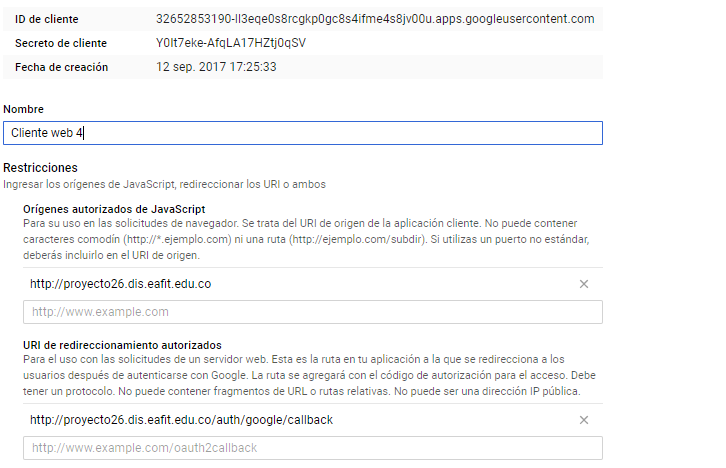 ID de cliente 32652853190-ll3eqe0s8rcgkp0gc8s4ifme4s8jv00u.apps.googleusercontent.com
Secreto de cliente Y0It7eke-AfqLA17HZtj0qSV
Fecha de creación 12 sep. 2017 17:25:33
Nombre
Cliente web 4
Restricciones
Ingresar los orígenes de JavaScript, redireccionar los URI o ambos
Orígenes autorizados de JavaScript
Para su uso en las solicitudes de navegador. Se trata del URI de origen de la aplicación cliente. No puede contener
caracteres comodín (http://*.ejemplo.com) ni una ruta (http://ejemplo.com/subdir). Si utilizas un puerto no estándar,
deberás incluirlo en el URI de origen.
http://proyecto26.dis.eafit.edu.co
http://www.example.com
URI de redireccionamiento autorizados
Para el uso con las solicitudes de un servidor web. Esta es la ruta en tu aplicación a la que se redirecciona a los
usuarios después de autenticarse con Google. La ruta se agregará con el código de autorización para el acceso. Debe
tener un protocolo. No puede contener fragmentos de URL o rutas relativas. No puede ser una dirección IP pública.
http://proyecto26.dis.eafit.edu.co/auth/google/callback
http://www.example.com/oauth2callback